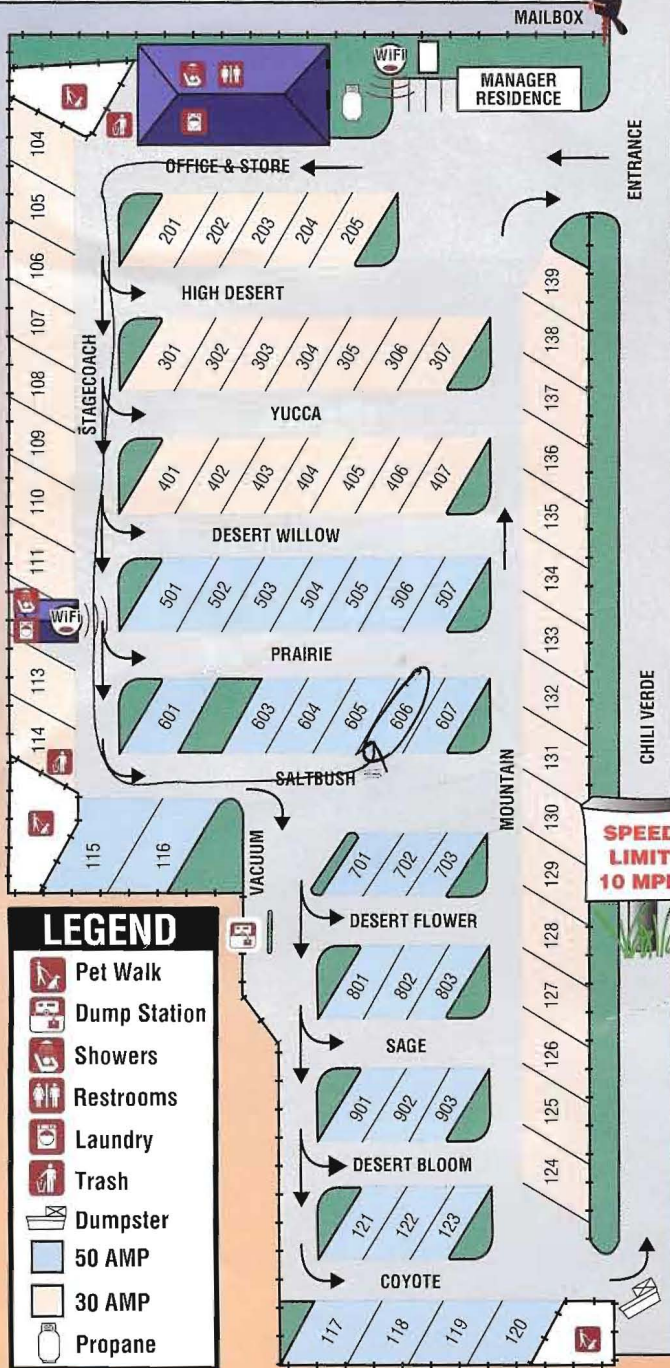 MAILBOX
WiFi
MANAGER
RESIDENCE
ENTRANCE
OFFICE & STORE
104
105
106
107
108
109
110
111
113
114
STAGECOACH
201 202 203 204 205
HIGH DESERT
301 302 303 304 305 306 307
YUCCA
401 402 403 404 405 406 407
DESERT WILLOW
501 502 503 504 505 506 507
WiFi
PRAIRIE
601 603 604 605 606 607
SALTBUSH
115 116
VACUUM
701 702 703
DESERT FLOWER
801 802 803
SAGE
901 902 903
DESERT BLOOM
121 122 123
COYOTE
117 118 119 120
MOUNTAIN
139
138
137
136
135
134
133
132
131
130
129
128
127
126
125
124
CHILI VERDE
SPEED
LIMIT
10 MPH
LEGEND
Pet Walk
Dump Station
Showers
Restrooms
Laundry
Trash
Dumpster
50 AMP
30 AMP
Propane